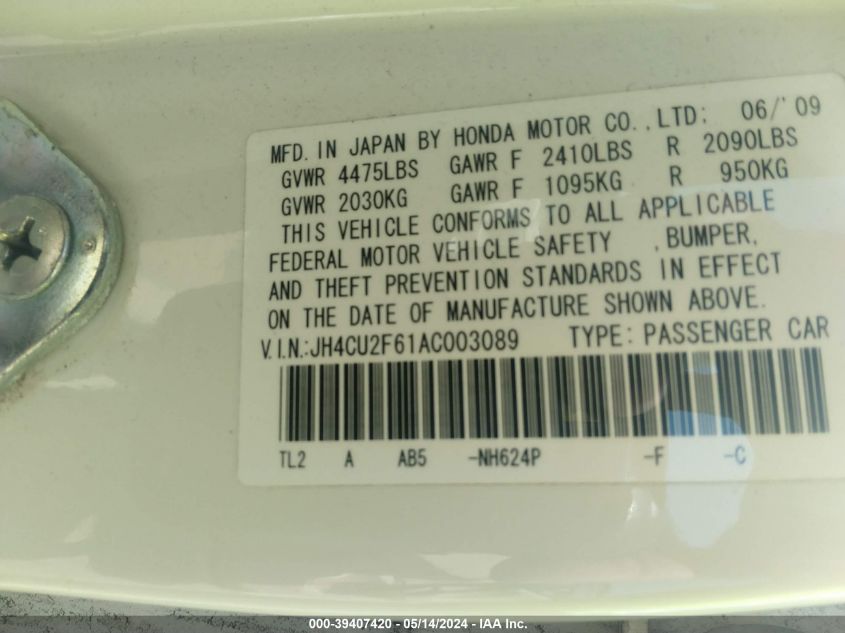 MFD. IN JAPAN BY HONDA MOTOR CO., LTD: 06/'09
GVWR 4475LBS GAWR F 2410LBS R 2090LBS
GVWR 2030KG GAWR F 1095KG R 950KG
THIS VEHICLE CONFORMS TO ALL APPLICABLE
FEDERAL MOTOR VEHICLE SAFETY , BUMPER,
AND THEFT PREVENTION STANDARDS IN EFFECT
ON THE DATE OF MANUFACTURE SHOWN ABOVE.
V.I.N.:JH4CU2F61AC003089 TYPE: PASSENGER CAR
TL2 A AB5 -NH624P -F -C
000-39407420 - 05/14/2024 - IAA Inc.